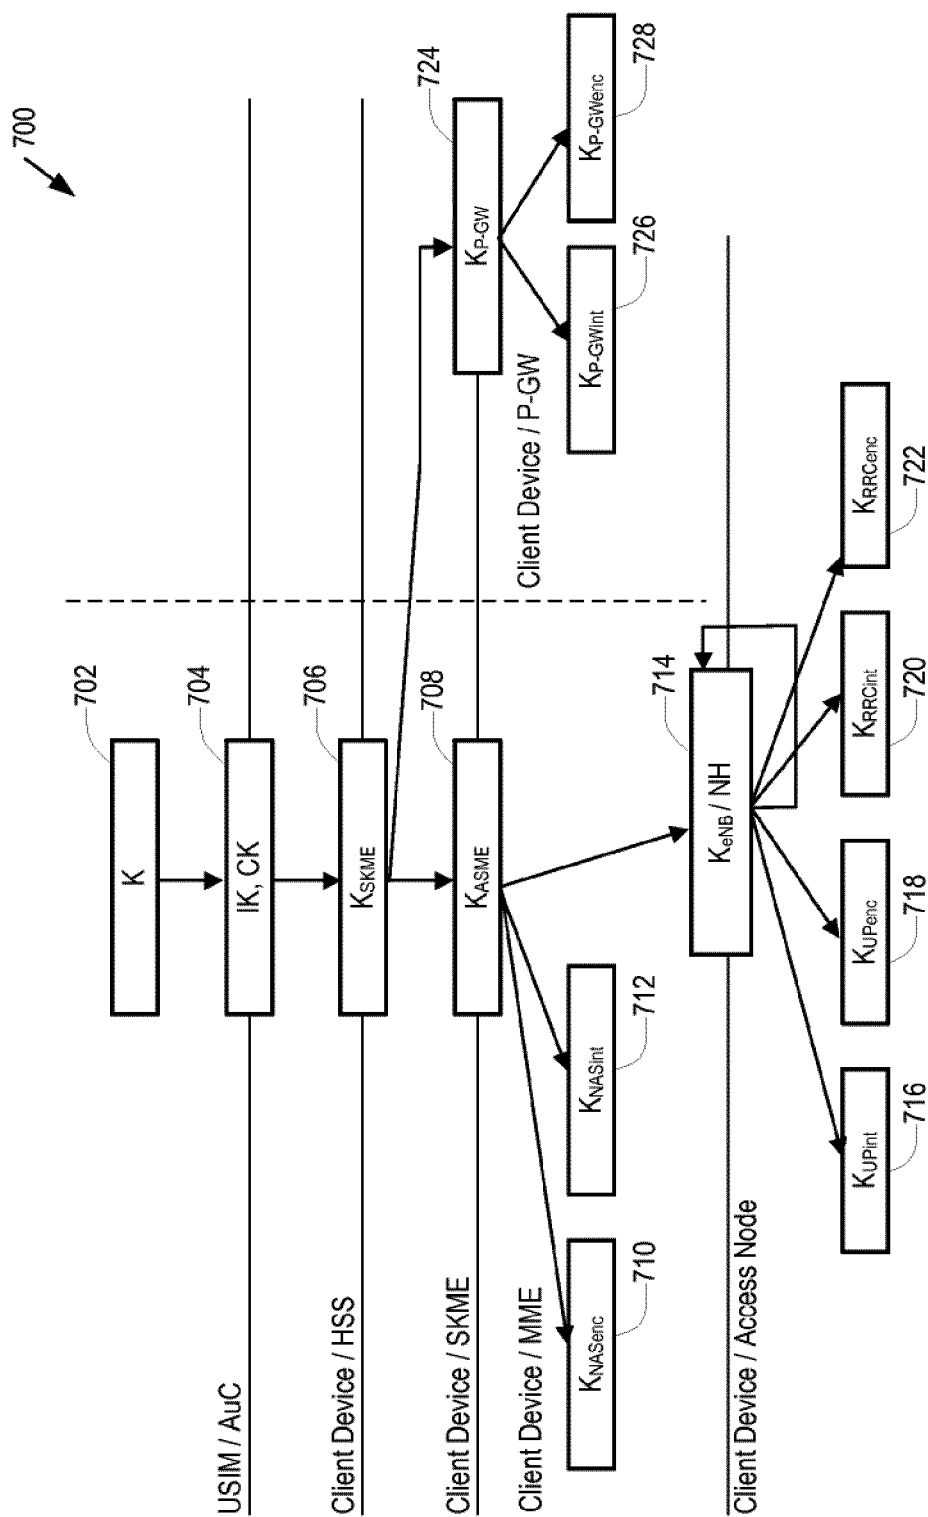 700
K
702
USIM / AuC
IK, CK
704
Client Device / HSS
KSKME
706
Client Device / SKME
KASME
708
KP-GW
724
Client Device / MME
Client Device / P-GW
KNASenc
710
KNASint
712
KP-GWint
726
KP-GWenc
728
KeNB / NH
714
Client Device / Access Node
KUPint
716
KUPenc
718
KRRCint
720
KRRCenc
722